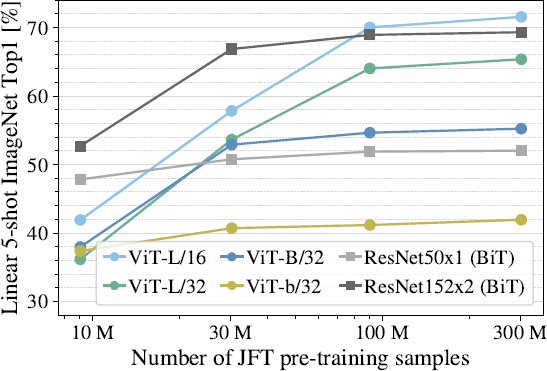 Linear 5-shot ImageNet Top1 [%]
70
60
50
40
30
ViT-L/16 ViT-B/32 ResNet50x1 (BiT)
ViT-L/32 ViT-b/32 ResNet152x2 (BiT)
10 M 30 M 100 M 300 M
Number of JFT pre-training samples